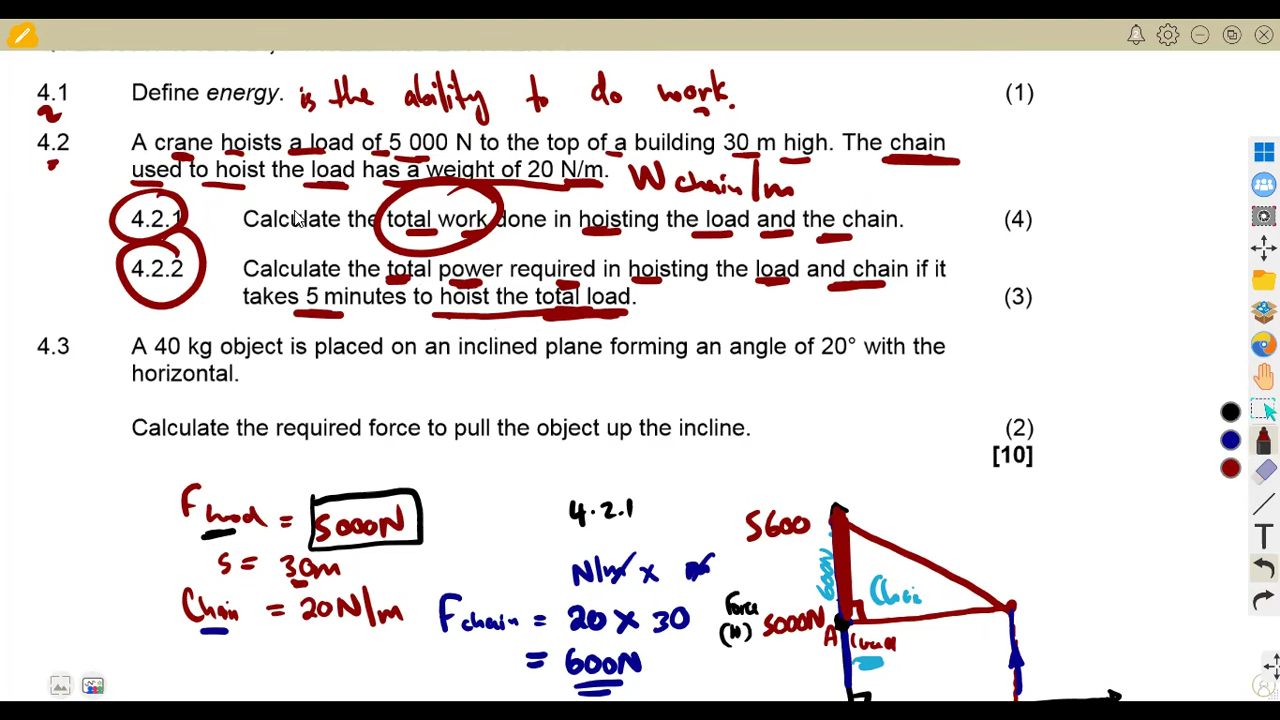 4.1 Define energy. is the ability to do work. (1)
4.2 A crane hoists a load of 5 000 N to the top of a building 30 m high. The chain
used to hoist the load has a weight of 20 N/m. W chain/m
4.2.1 Calculate the total work done in hoisting the load and the chain. (4)
4.2.2 Calculate the total power required in hoisting the load and chain if it
takes 5 minutes to hoist the total load. (3)
4.3 A 40 kg object is placed on an inclined plane forming an angle of 20° with the
horizontal.
Calculate the required force to pull the object up the incline. (2)
[10]
F load = 5000N
s = 30m
Chain = 20N/m
4.2.1
N/m x m
F chain = 20 x 30
= 600N
5600
600N
Chain
Force
(N)
5000N
A
Load